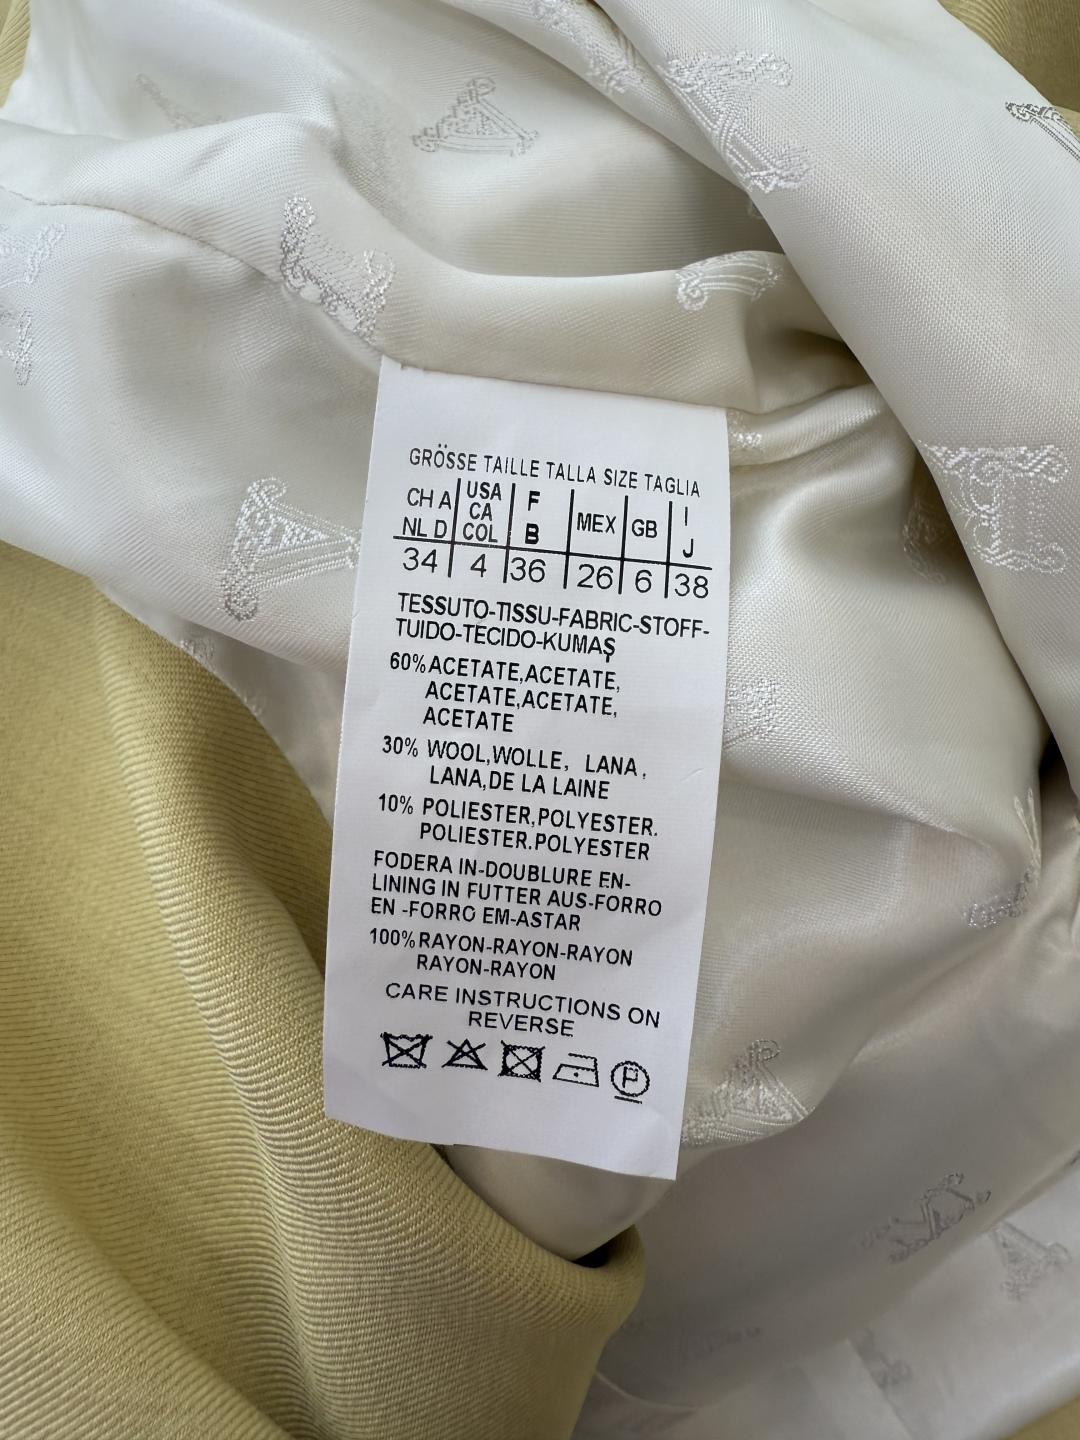 GRÖSSE TAILLE TALLA SIZE TAGLIA
CH A NL D | USA CA COL | F B | MEX | GB | I J
34 | 4 | 36 | 26 | 6 | 38
TESSUTO-TISSU-FABRIC-STOFF-
TUIDO-TECIDO-KUMAŞ
60% ACETATE,ACETATE,
ACETATE,ACETATE,
ACETATE
30% WOOL,WOLLE, LANA,
LANA,DE LA LAINE
10% POLIESTER,POLYESTER.
POLIESTER.POLYESTER
FODERA IN-DOUBLURE EN-
LINING IN FUTTER AUS-FORRO
EN -FORRO EM-ASTAR
100% RAYON-RAYON-RAYON
RAYON-RAYON
CARE INSTRUCTIONS ON
REVERSE
P